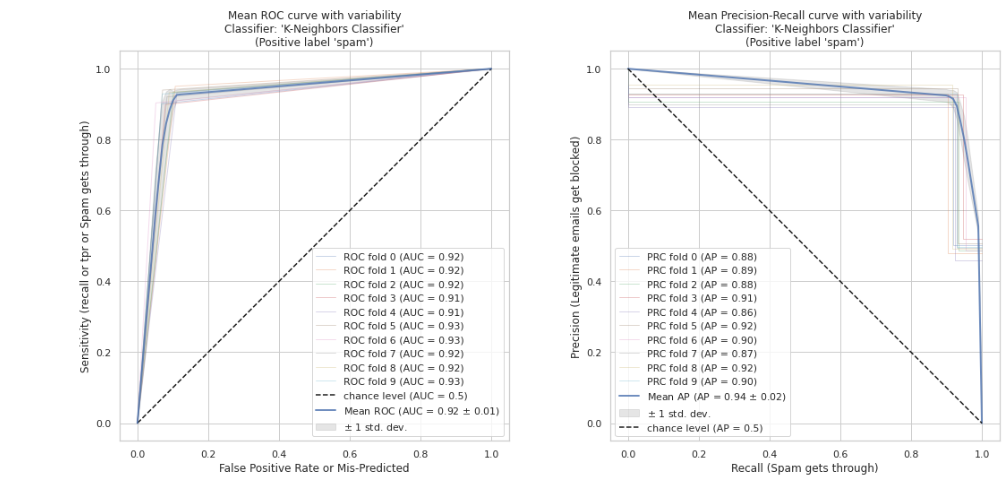 Mean ROC curve with variability
Classifier: 'K-Neighbors Classifier'
(Positive label 'spam')
Sensitivity (recall or tpr or Spam gets through)
1.0
0.8
0.6
0.4
0.2
0.0
ROC fold 0 (AUC = 0.92)
ROC fold 1 (AUC = 0.92)
ROC fold 2 (AUC = 0.92)
ROC fold 3 (AUC = 0.91)
ROC fold 4 (AUC = 0.91)
ROC fold 5 (AUC = 0.93)
ROC fold 6 (AUC = 0.93)
ROC fold 7 (AUC = 0.92)
ROC fold 8 (AUC = 0.92)
ROC fold 9 (AUC = 0.93)
chance level (AUC = 0.5)
Mean ROC (AUC = 0.92 ± 0.01)
± 1 std. dev.
0.0 0.2 0.4 0.6 0.8 1.0
False Positive Rate or Mis-Predicted
Mean Precision-Recall curve with variability
Classifier: 'K-Neighbors Classifier'
(Positive label 'spam')
Precision (Legitimate emails get blocked)
1.0
0.8
0.6
0.4
0.2
0.0
PRC fold 0 (AP = 0.88)
PRC fold 1 (AP = 0.89)
PRC fold 2 (AP = 0.88)
PRC fold 3 (AP = 0.91)
PRC fold 4 (AP = 0.86)
PRC fold 5 (AP = 0.92)
PRC fold 6 (AP = 0.90)
PRC fold 7 (AP = 0.87)
PRC fold 8 (AP = 0.92)
PRC fold 9 (AP = 0.90)
Mean AP (AP = 0.94 ± 0.02)
± 1 std. dev.
chance level (AP = 0.5)
0.0 0.2 0.4 0.6 0.8 1.0
Recall (Spam gets through)